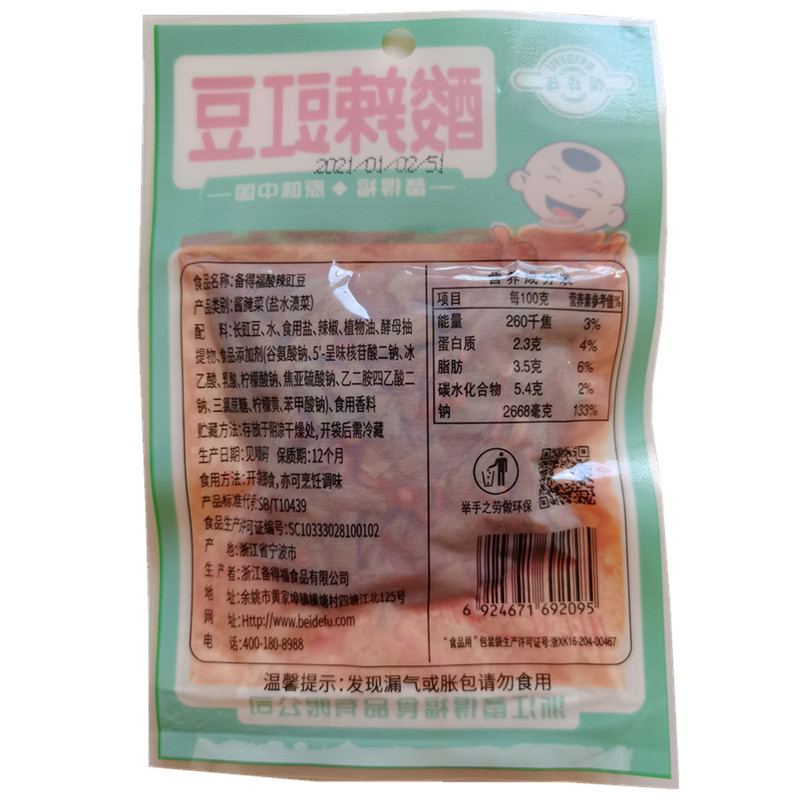 酸辣豇豆
2021/01/02/51
备得福 ◆ 原味中国
食品名称:备得福酸辣豇豆
产品类别:酱腌菜(盐水渍菜)
配 料:长豇豆、水、食用盐、辣椒、植物油、酵母抽
提物、食品添加剂(谷氨酸钠、5'-呈味核苷酸二钠、冰
乙酸、乳酸、柠檬酸钠、焦亚硫酸钠、乙二胺四乙酸二
钠、三氯蔗糖、柠檬黄、苯甲酸钠)、食用香料
贮藏方法:存放于阴凉干燥处,开袋后需冷藏
生产日期:见喷码 保质期:12个月
食用方法:开袋即食,亦可烹饪调味
产品标准代号:SB/T10439
食品生产许可证编号:SC10333028100102
产 地:浙江省宁波市
生产者:浙江备得福食品有限公司
地 址:余姚市黄家埠镇横塘村四塘江北125号
网 址:Http://www.beidefu.com
电 话:400-180-8988
营养成分表
项目 每100克 营养素参考值%
能量 260千焦 3%
蛋白质 2.3克 4%
脂肪 3.5克 6%
碳水化合物 5.4克 2%
钠 2668毫克 133%
举手之劳做环保
6 924671 692095
“食品用”包装袋生产许可证号:浙XK16-204-00467
温馨提示:发现漏气或胀包请勿食用
浙江备得福食品有限公司